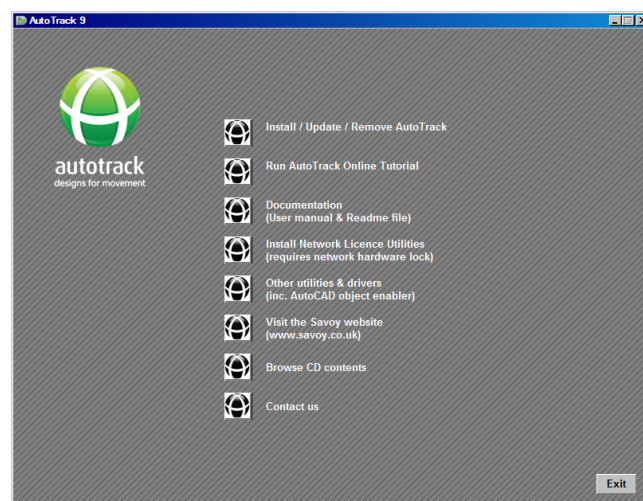 AutoTrack 9
autotrack
designs for movement
Install / Update / Remove AutoTrack
Run AutoTrack Online Tutorial
Documentation
(User manual & Readme file)
Install Network Licence Utilities
(requires network hardware lock)
Other utilities & drivers
(inc. AutoCAD object enabler)
Visit the Savoy website
(www.savoy.co.uk)
Browse CD contents
Contact us
Exit